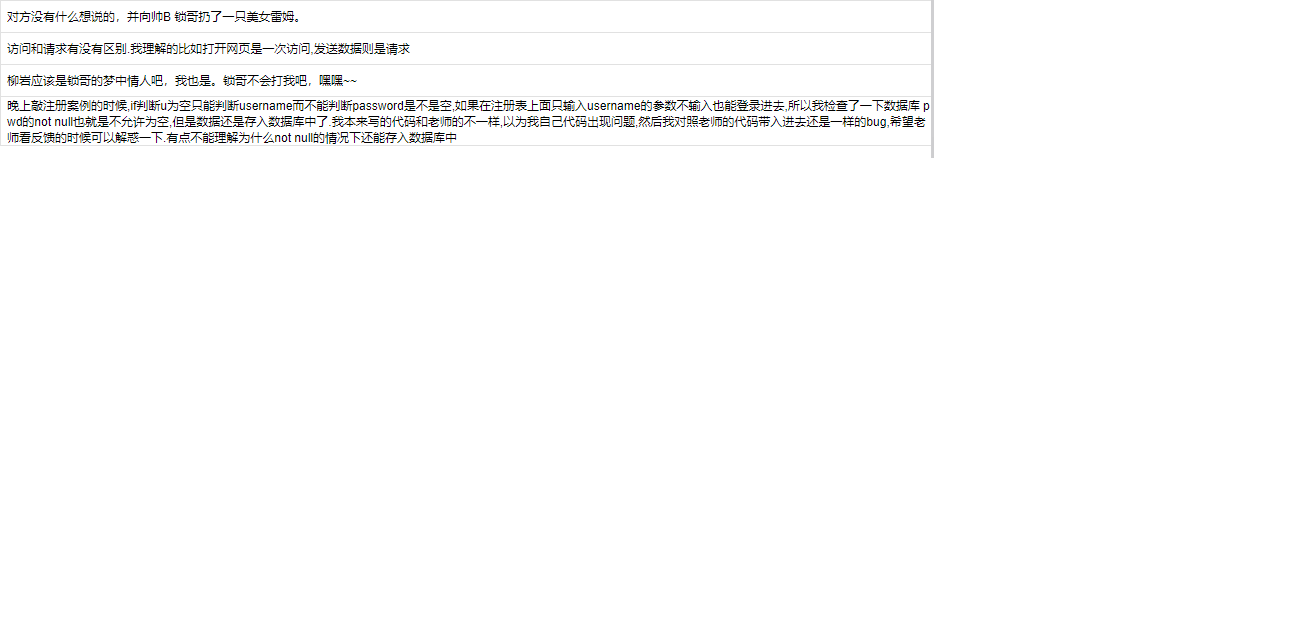 对方没有什么想说的，并向帅B 锁哥扔了一只美女雷姆。
访问和请求有没有区别.我理解的比如打开网页是一次访问,发送数据则是请求
柳岩应该是锁哥的梦中情人吧，我也是。锁哥不会打我吧，嘿嘿~~
晚上敲注册案例的时候,if判断u为空只能判断username而不能判断password是不是空,如果在注册表上面只输入username的参数不输入也能登录进去,所以我检查了一下数据库 p
wd的not null也就是不允许为空,但是数据还是存入数据库中了.我本来写的代码和老师的不一样,以为我自己代码出现问题,然后我对照老师的代码带入进去还是一样的bug,希望老
师看反馈的时候可以解惑一下.有点不能理解为什么not null的情况下还能存入数据库中